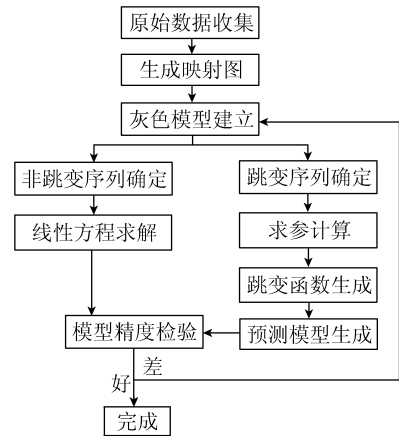 原始数据收集
生成映射图
灰色模型建立
非跳变序列确定
跳变序列确定
线性方程求解
求参计算
跳变函数生成
模型精度检验
预测模型生成
差
好
完成